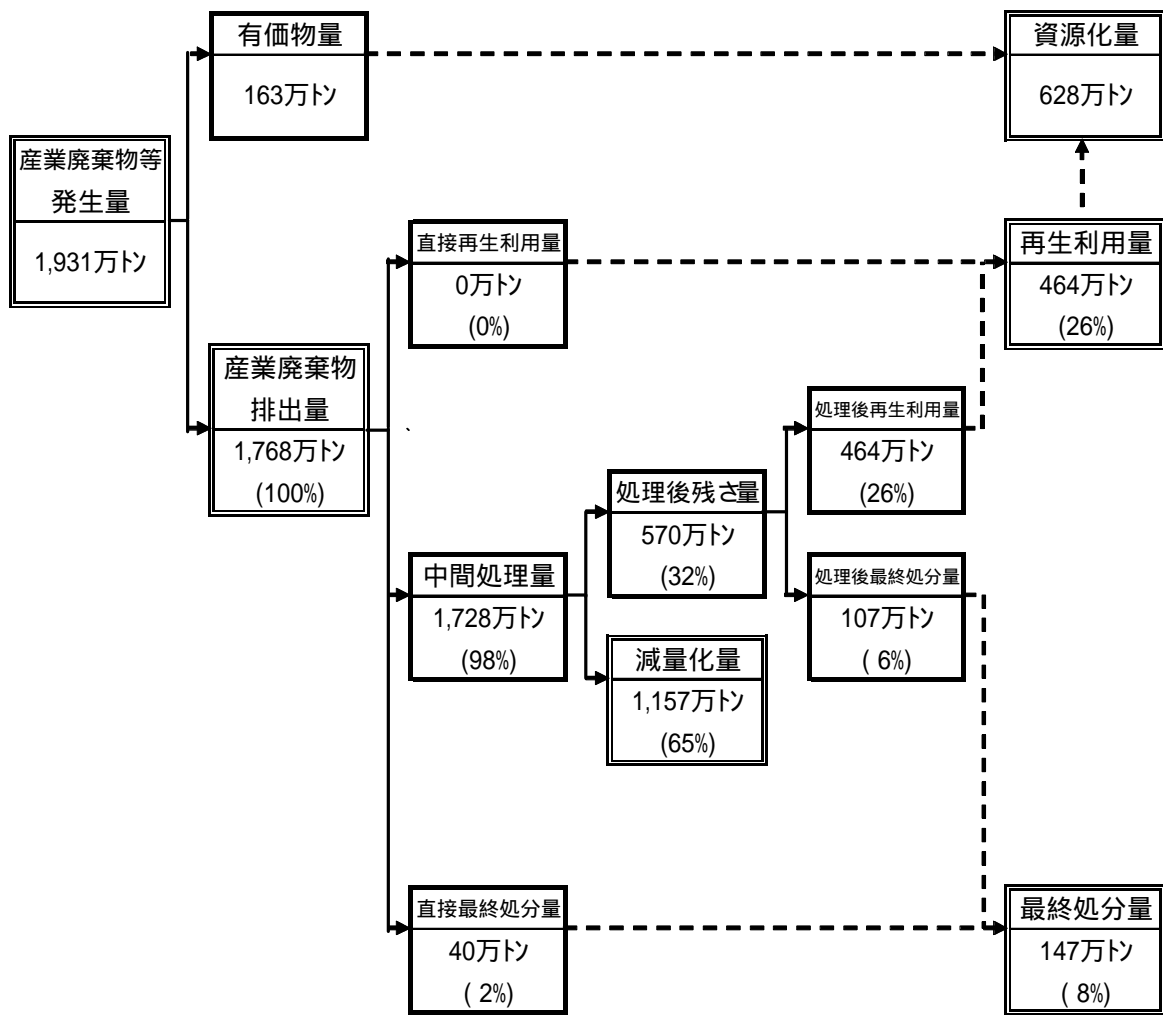 有価物量
163万トン
資源化量
628万トン
産業廃棄物等
発生量
1,931万トン
直接再生利用量
0万トン
(0%)
再生利用量
464万トン
(26%)
産業廃棄物
排出量
1,768万トン
(100%)
処理後再生利用量
464万トン
(26%)
処理後残さ量
570万トン
(32%)
中間処理量
1,728万トン
(98%)
処理後最終処分量
107万トン
( 6%)
減量化量
1,157万トン
(65%)
直接最終処分量
40万トン
( 2%)
最終処分量
147万トン
( 8%)